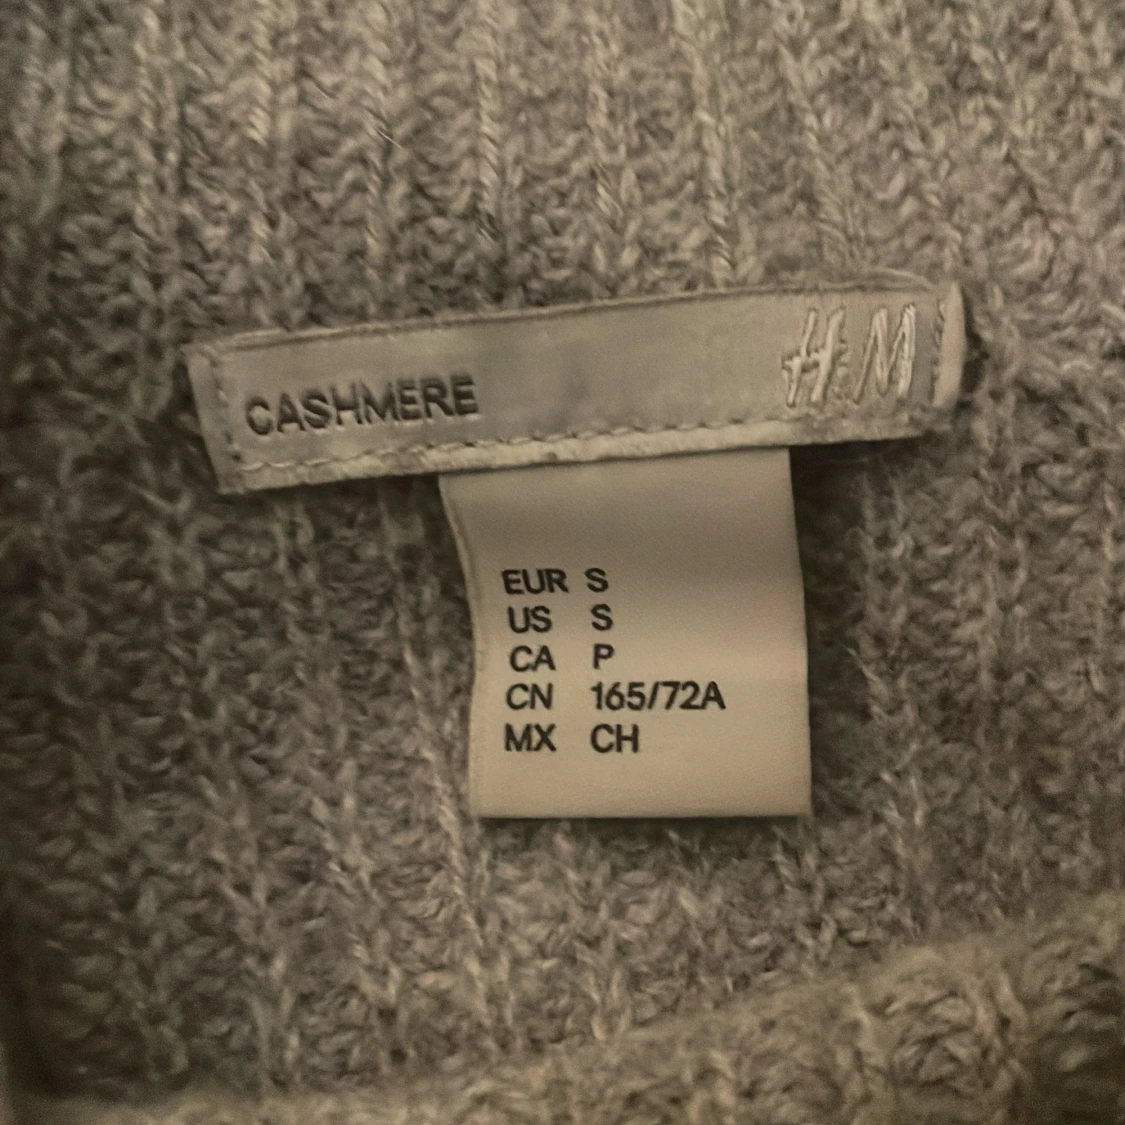 CASHMERE H&M
EUR S
US S
CA P
CN 165/72A
MX CH